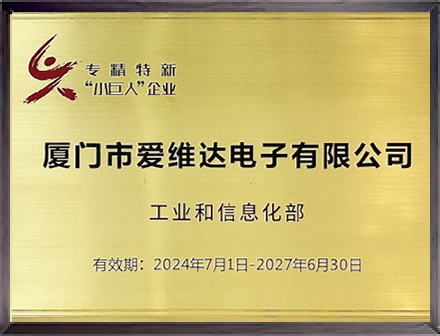 专精特新
“小巨人”企业
厦门市爱维达电子有限公司
工业和信息化部
有效期：2024年7月1日-2027年6月30日